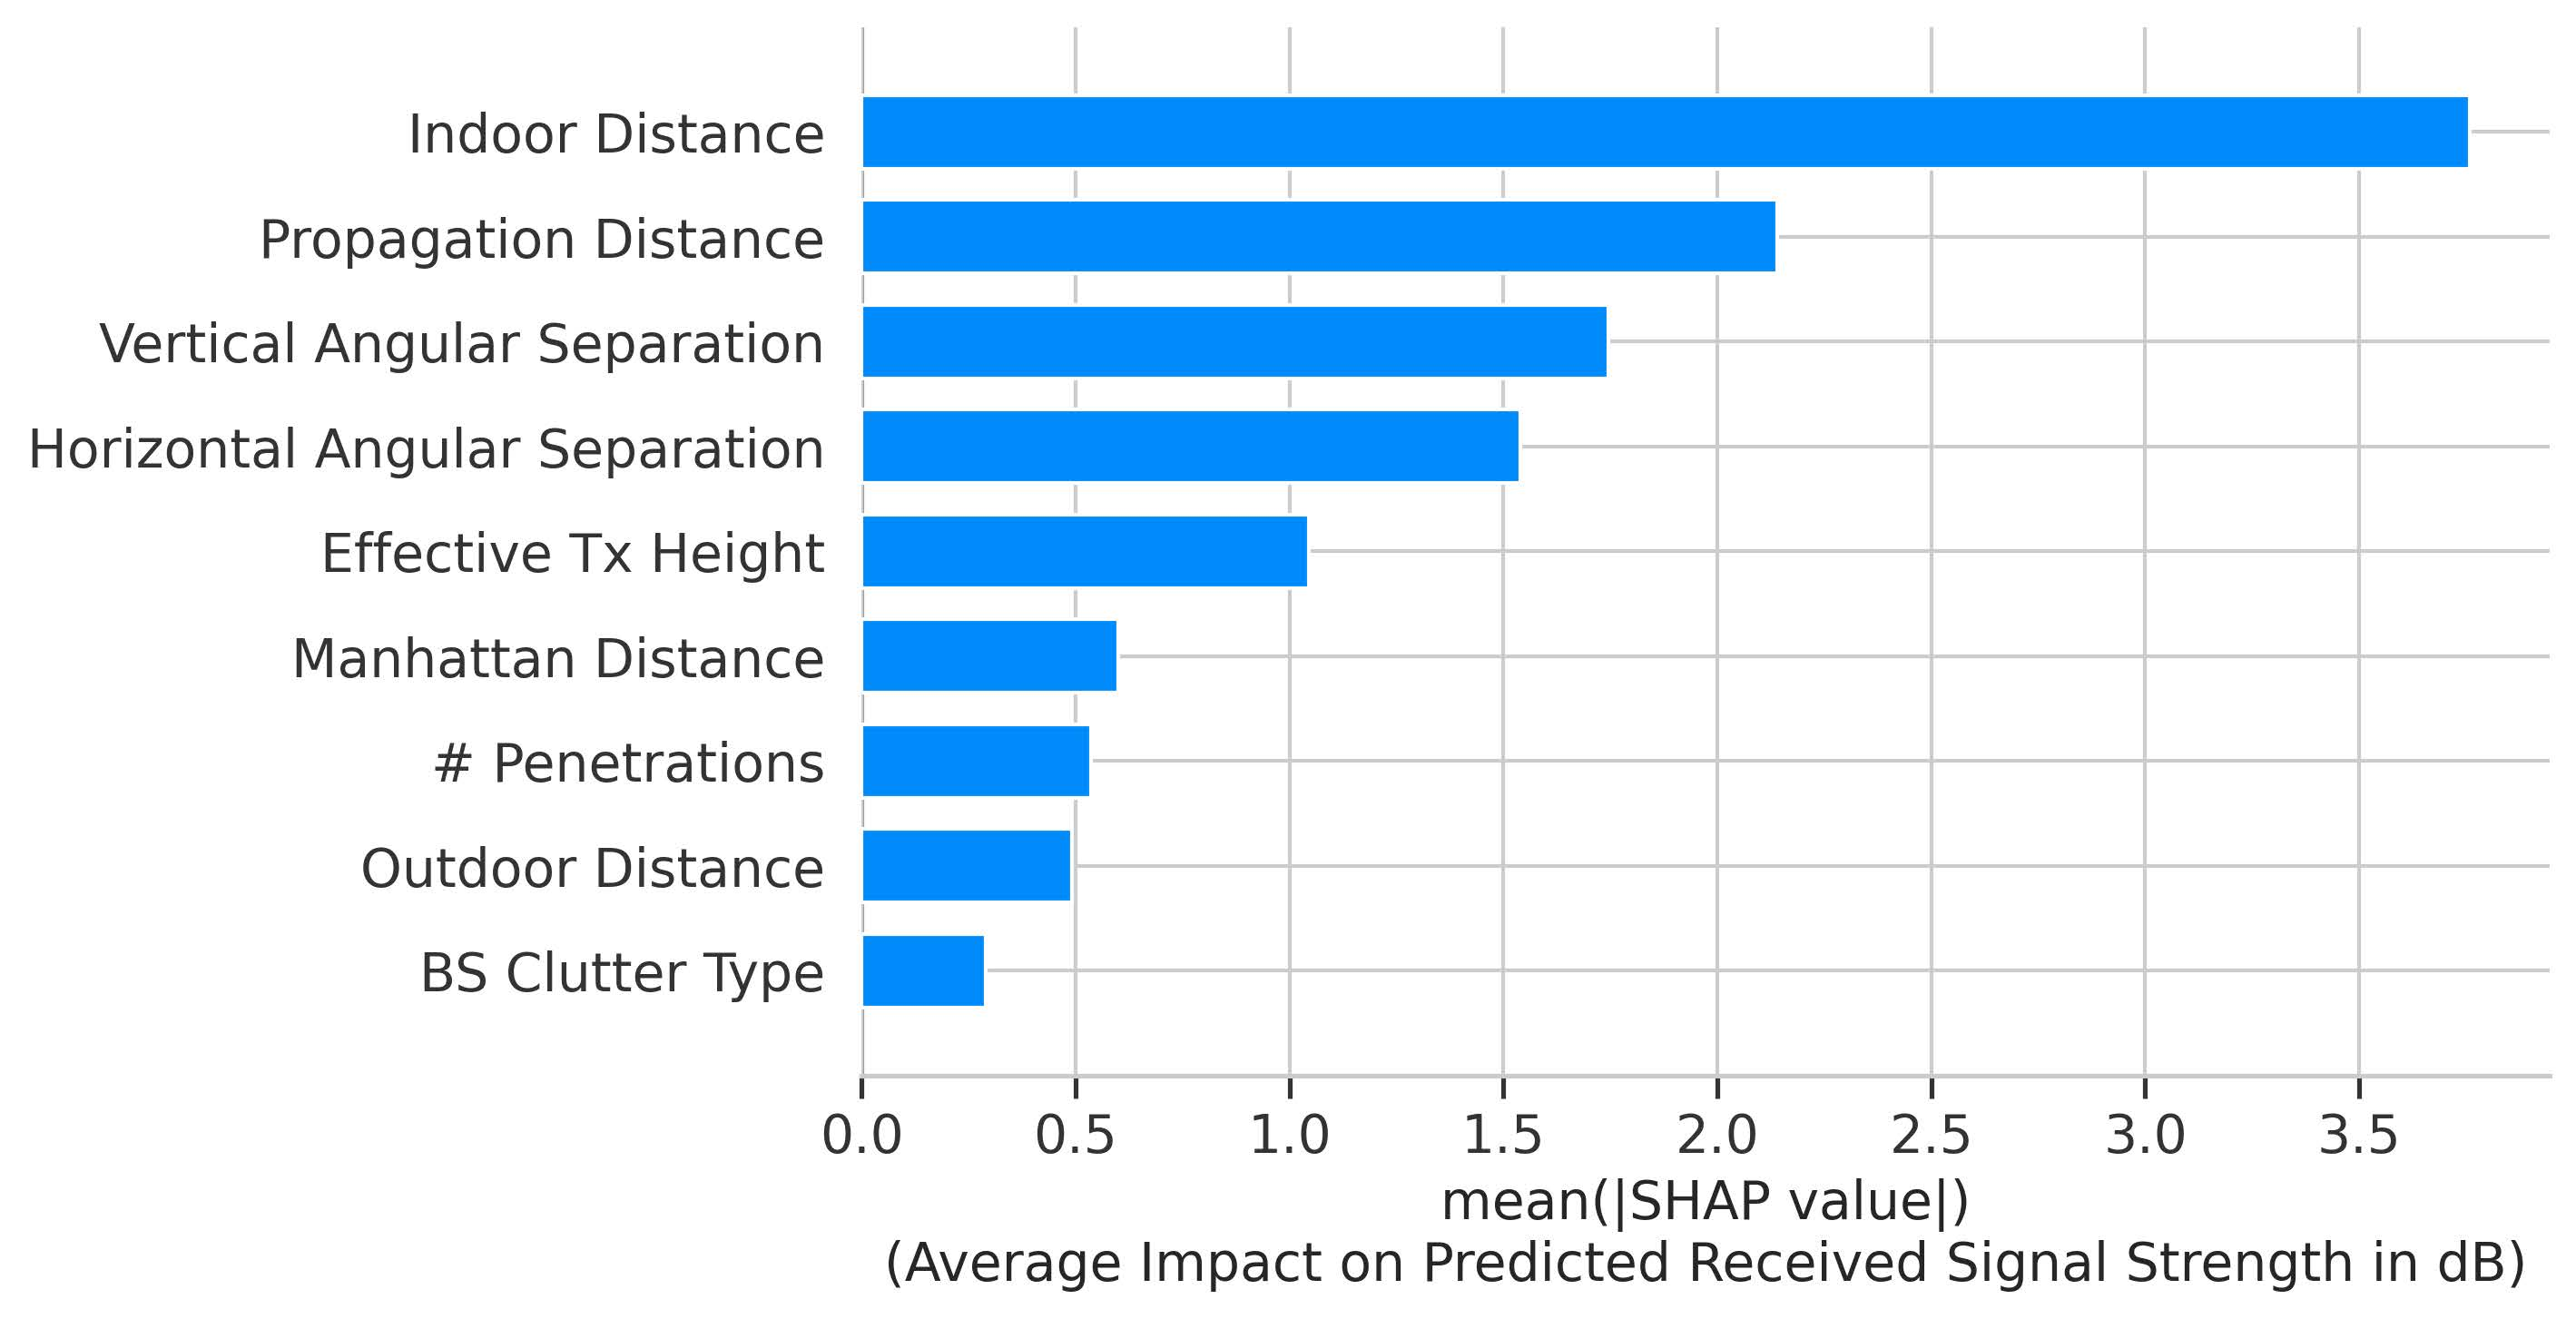 Indoor Distance
Propagation Distance
Vertical Angular Separation
Horizontal Angular Separation
Effective Tx Height
Manhattan Distance
# Penetrations
Outdoor Distance
BS Clutter Type
0.0 0.5 1.0 1.5 2.0 2.5 3.0 3.5
mean(|SHAP value|)
(Average Impact on Predicted Received Signal Strength in dB)